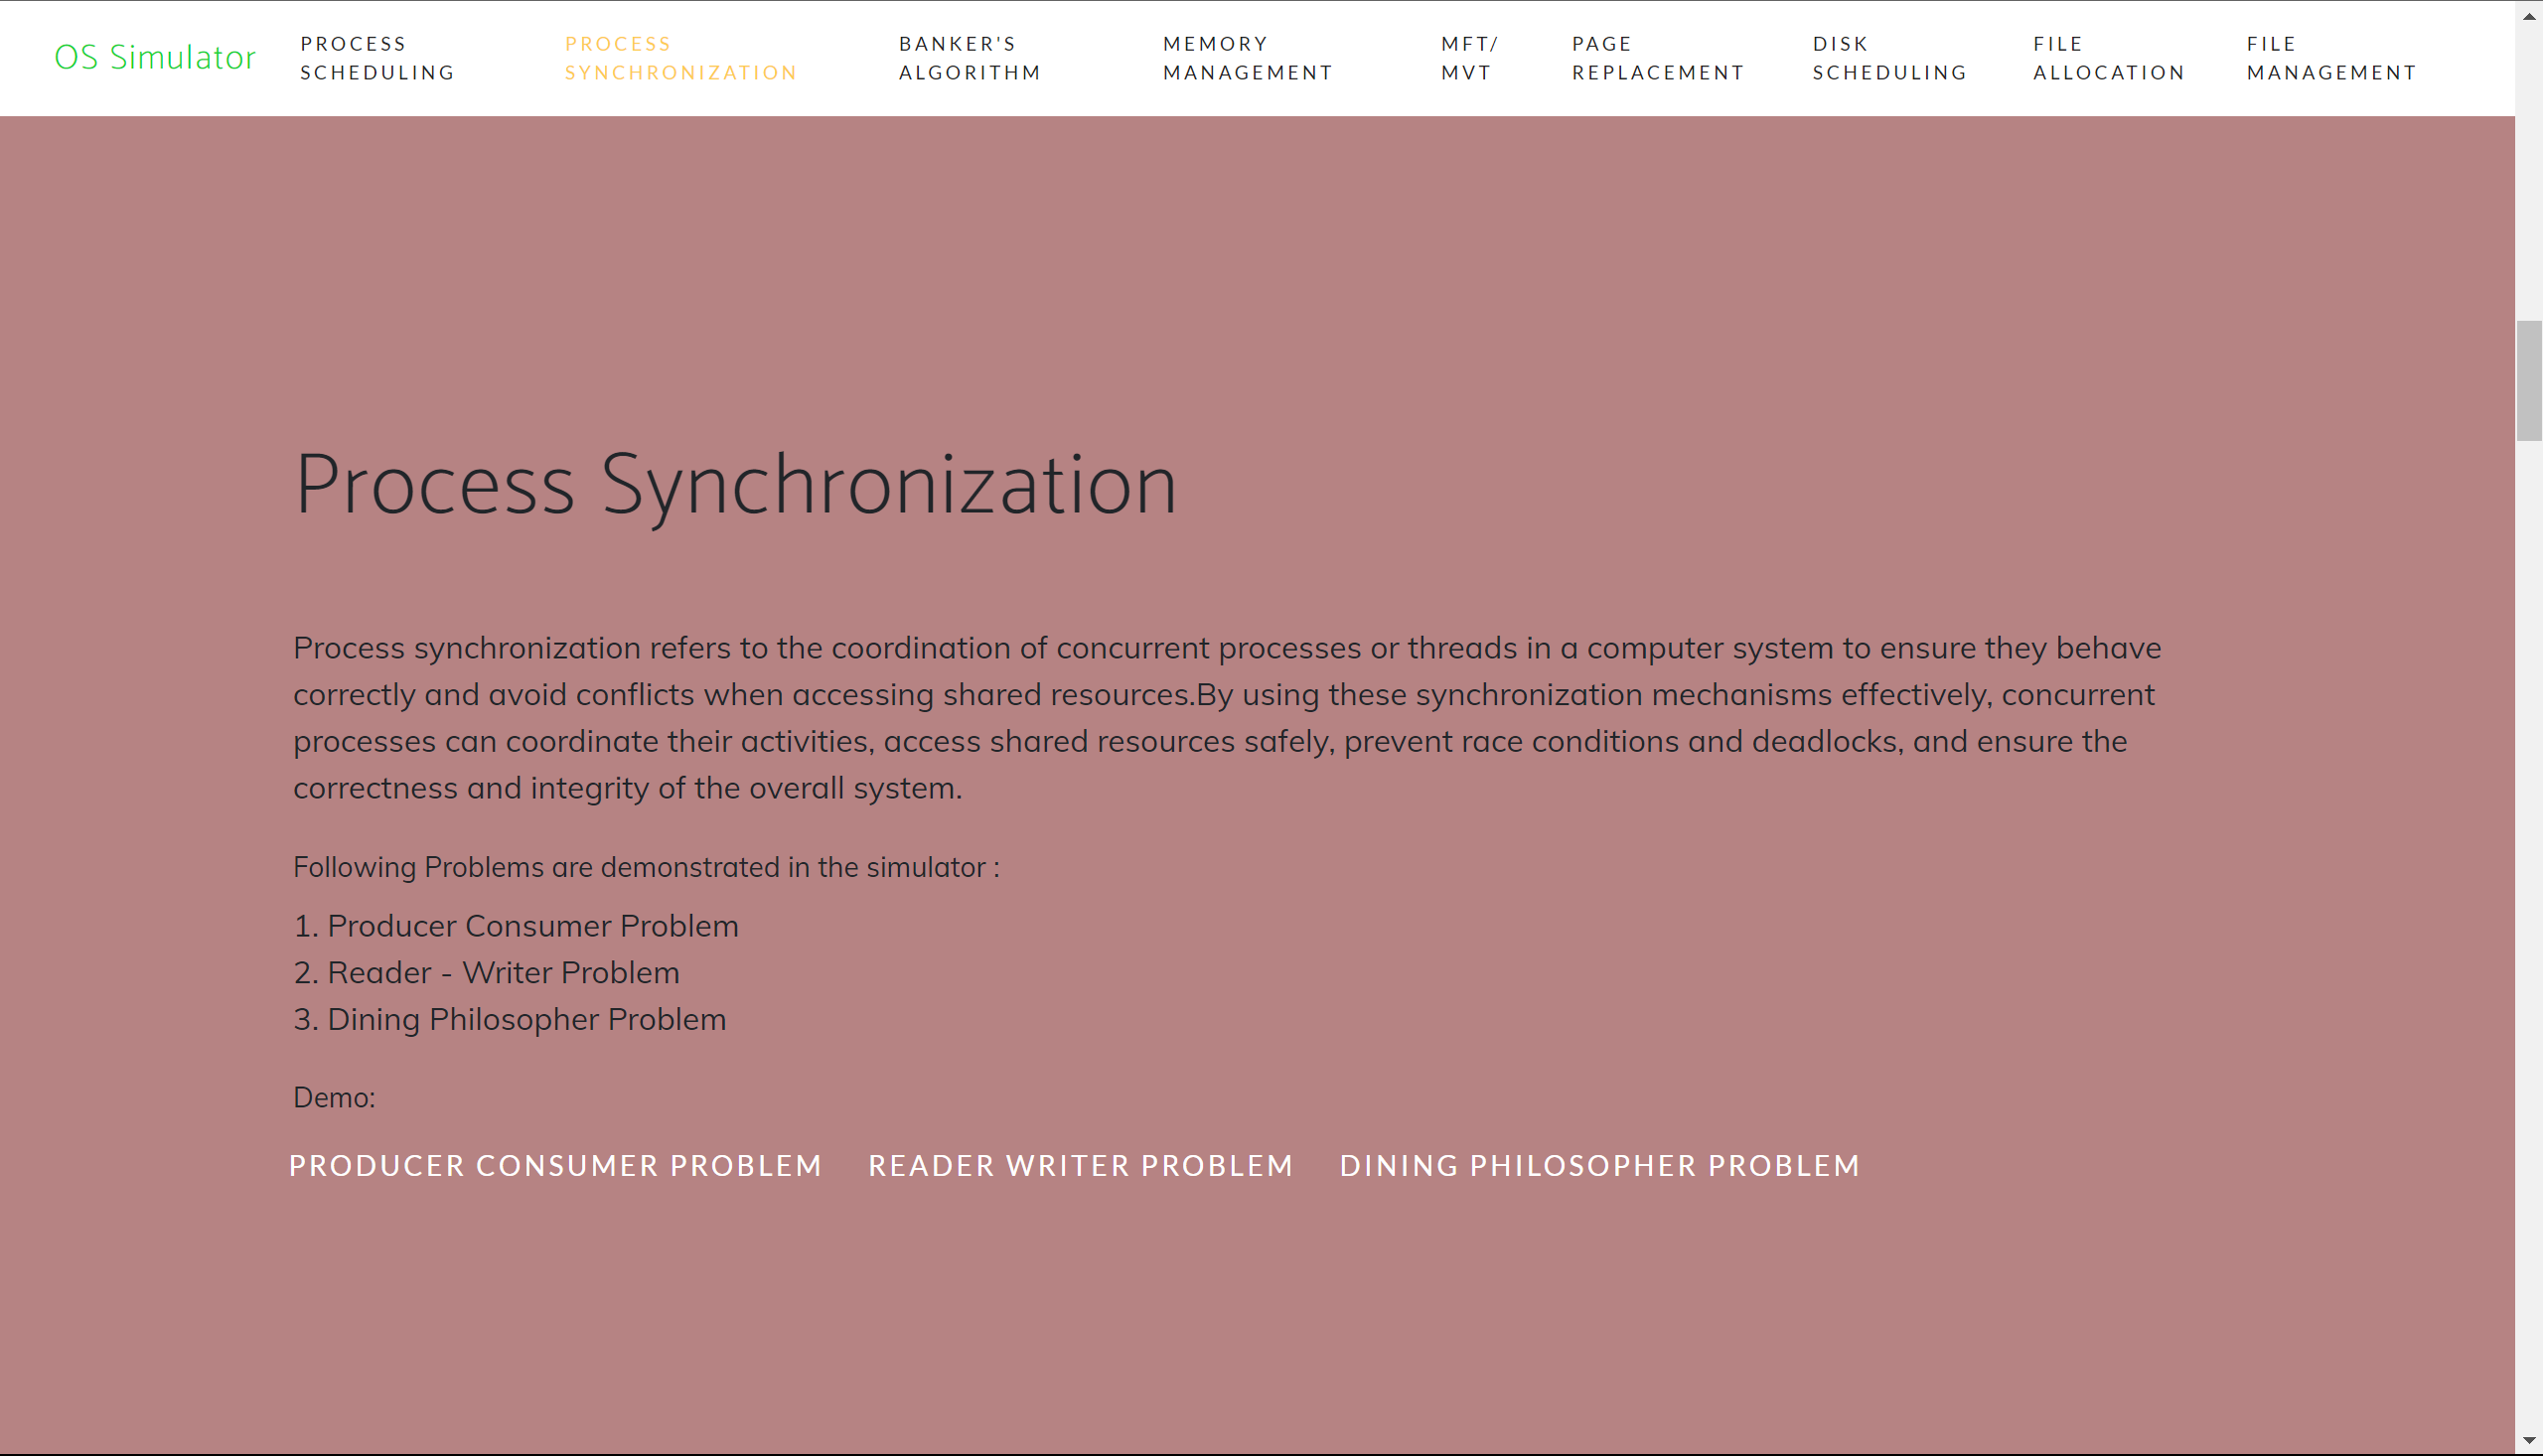 OS Simulator
PROCESS
SCHEDULING
PROCESS
SYNCHRONIZATION
BANKER'S
ALGORITHM
MEMORY
MANAGEMENT
MFT/
MVT
PAGE
REPLACEMENT
DISK
SCHEDULING
FILE
ALLOCATION
FILE
MANAGEMENT
Process Synchronization
Process synchronization refers to the coordination of concurrent processes or threads in a computer system to ensure they behave
correctly and avoid conflicts when accessing shared resources.By using these synchronization mechanisms effectively, concurrent
processes can coordinate their activities, access shared resources safely, prevent race conditions and deadlocks, and ensure the
correctness and integrity of the overall system.
Following Problems are demonstrated in the simulator :
1. Producer Consumer Problem
2. Reader - Writer Problem
3. Dining Philosopher Problem
Demo:
PRODUCER CONSUMER PROBLEM READER WRITER PROBLEM DINING PHILOSOPHER PROBLEM